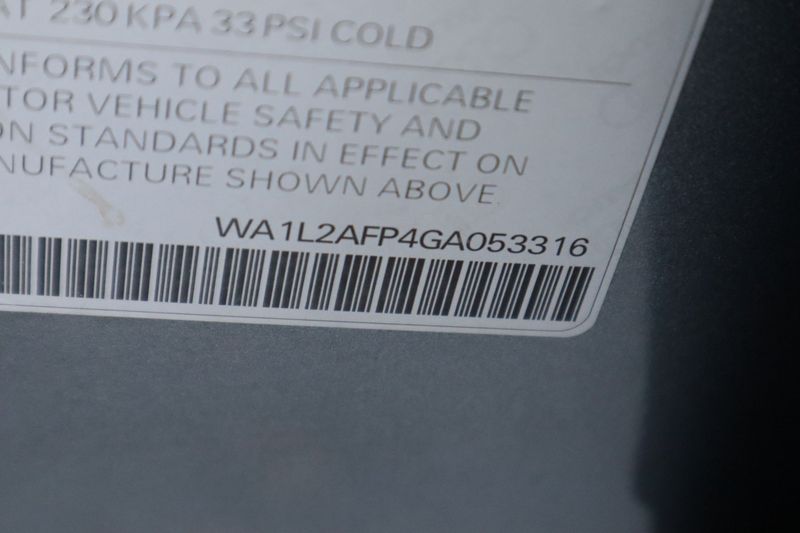 AT 230 KPA 33 PSI COLD
NFORMS TO ALL APPLICABLE
TOR VEHICLE SAFETY AND
ON STANDARDS IN EFFECT ON
NUFACTURE SHOWN ABOVE.
WA1L2AFP4GA053316